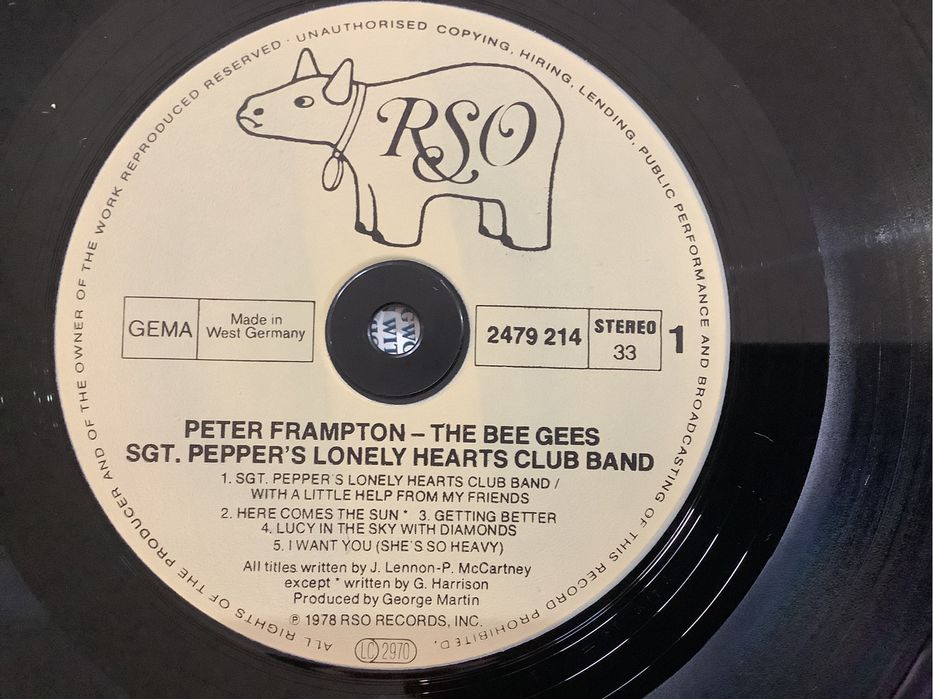 ALL RIGHTS OF THE PRODUCER AND OF THE OWNER OF THE WORK REPRODUCED RESERVED · UNAUTHORISED COPYING, HIRING, LENDING, PUBLIC PERFORMANCE AND BROADCASTING OF THIS RECORD PROHIBITED.
RSO
GEMA
Made in
West Germany
2479 214
STEREO
33
1
PETER FRAMPTON – THE BEE GEES
SGT. PEPPER'S LONELY HEARTS CLUB BAND
1. SGT. PEPPER'S LONELY HEARTS CLUB BAND /
WITH A LITTLE HELP FROM MY FRIENDS
2. HERE COMES THE SUN * 3. GETTING BETTER
4. LUCY IN THE SKY WITH DIAMONDS
5. I WANT YOU (SHE'S SO HEAVY)
All titles written by J. Lennon-P. McCartney
except * written by G. Harrison
Produced by George Martin
℗ 1978 RSO RECORDS, INC.
LC 2970